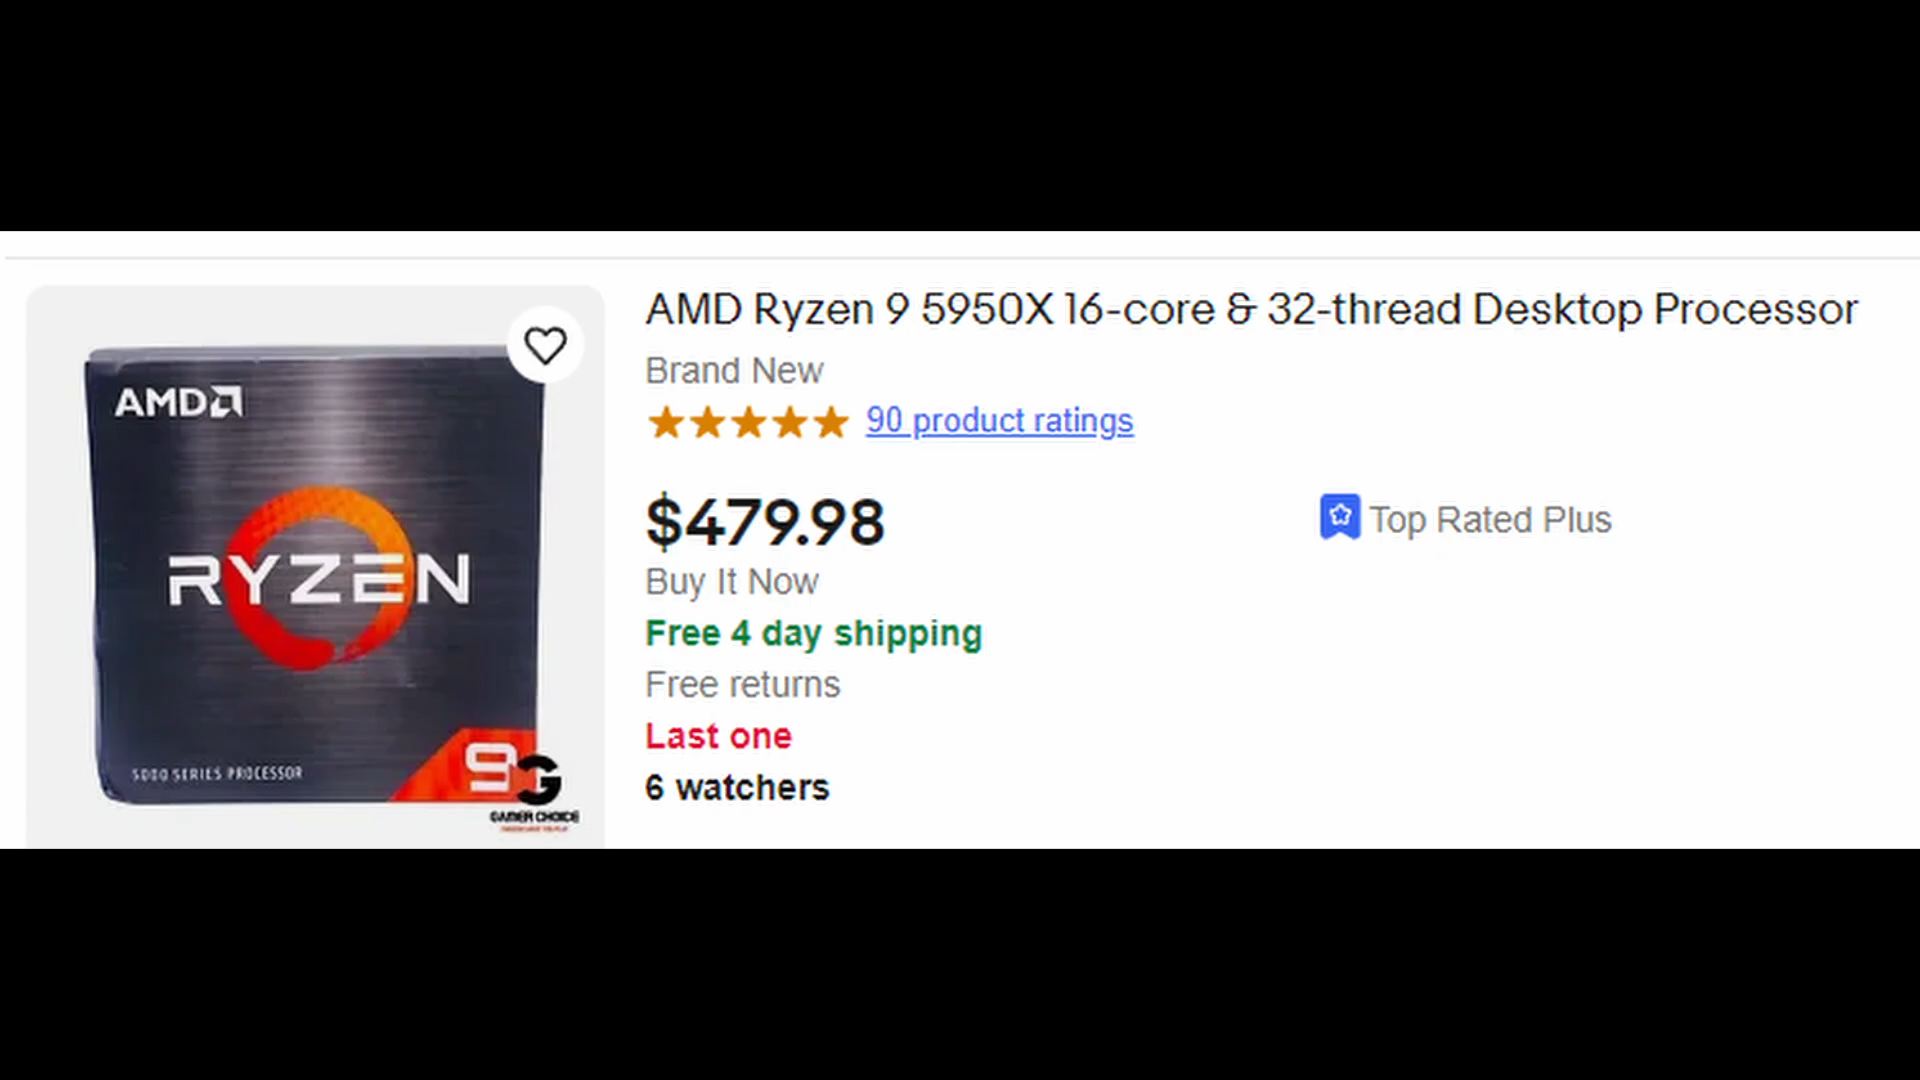 AMD Ryzen 9 5950X 16-core & 32-thread Desktop Processor
Brand New
90 product ratings
$479.98
Top Rated Plus
Buy It Now
Free 4 day shipping
Free returns
Last one
6 watchers
AMD
RYZEN
9
5000 SERIES PROCESSOR
G
GAMER CHOICE